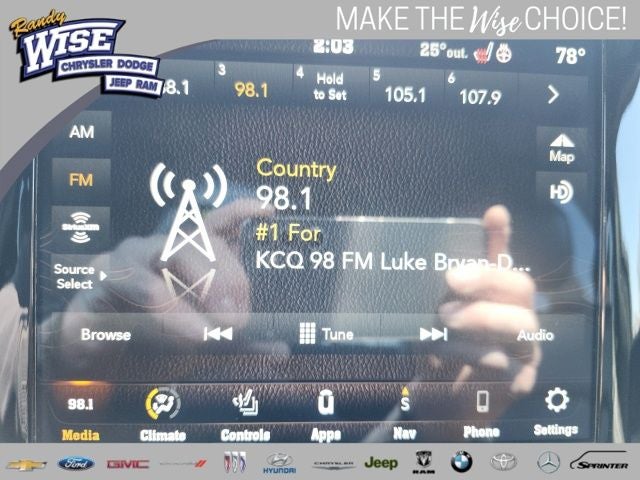 Randy
WISE
CHRYSLER DODGE
JEEP RAM
MAKE THE Wise CHOICE!
2:03
25° out.
78°
3
4
5
6
8.1
98.1
Hold
to Set
105.1
107.9
AM
FM
SiriusXM
Source
Select
Country
98.1
#1 For
KCQ 98 FM Luke Bryan-D...
Map
HD
Browse
Tune
Audio
98.1
S
Media
Climate
Controls
Apps
Nav
Phone
Settings
Ford
GMC
HYUNDAI
CHRYSLER
Jeep
RAM
BMW
SPRINTER